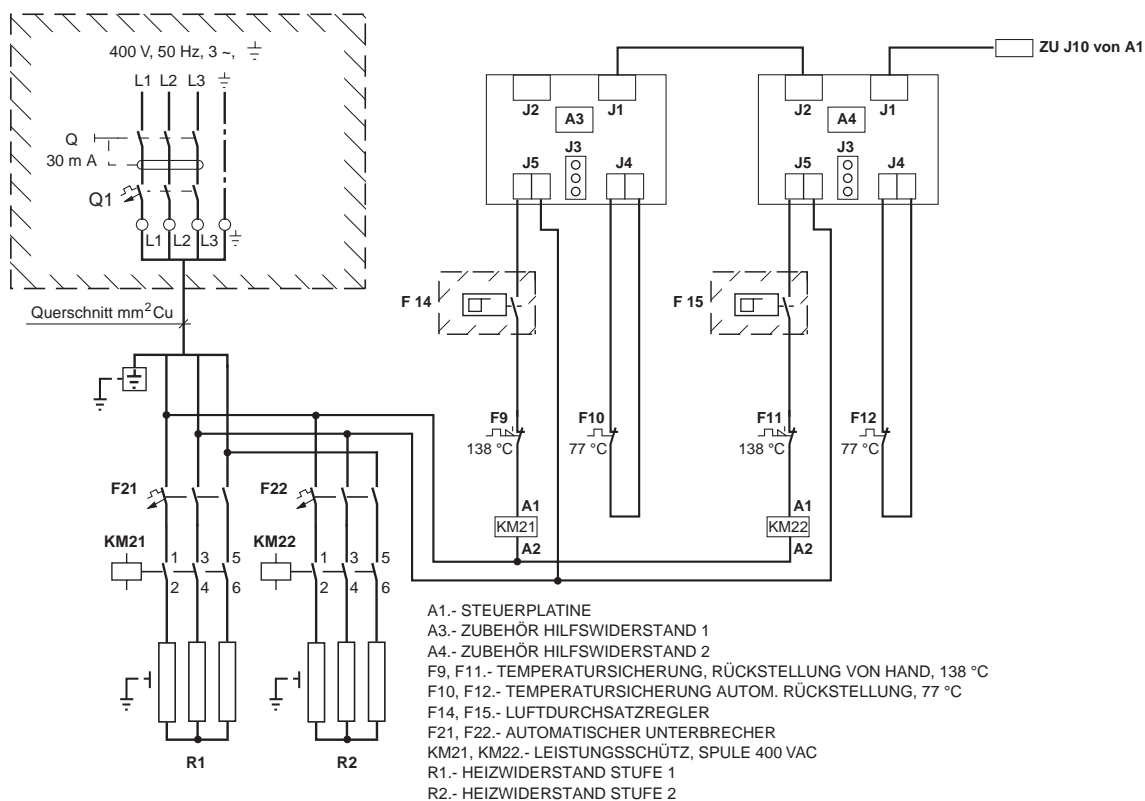 400 V, 50 Hz, 3 ~,
L1 L2 L3
Q
30 m A
Q1
L1 L2 L3
Querschnitt mm²Cu
ZU J10 von A1
J2 J1
A3
J3
J5 J4
J2 J1
A4
J3
J5 J4
F 14
F 15
F9
138 °C
F10
77 °C
F11
138 °C
F12
77 °C
A1
KM21
A2
A1
KM22
A2
F21
F22
KM21
1 3 5
2 4 6
KM22
1 3 5
2 4 6
R1
R2
A1.- STEUERPLATINE
A3.- ZUBEHÖR HILFSWIDERSTAND 1
A4.- ZUBEHÖR HILFSWIDERSTAND 2
F9, F11.- TEMPERATURSICHERUNG, RÜCKSTELLUNG VON HAND, 138 °C
F10, F12.- TEMPERATURSICHERUNG AUTOM. RÜCKSTELLUNG, 77 °C
F14, F15.- LUFTDURCHSATZREGLER
F21, F22.- AUTOMATISCHER UNTERBRECHER
KM21, KM22.- LEISTUNGSSCHÜTZ, SPULE 400 VAC
R1.- HEIZWIDERSTAND STUFE 1
R2.- HEIZWIDERSTAND STUFE 2